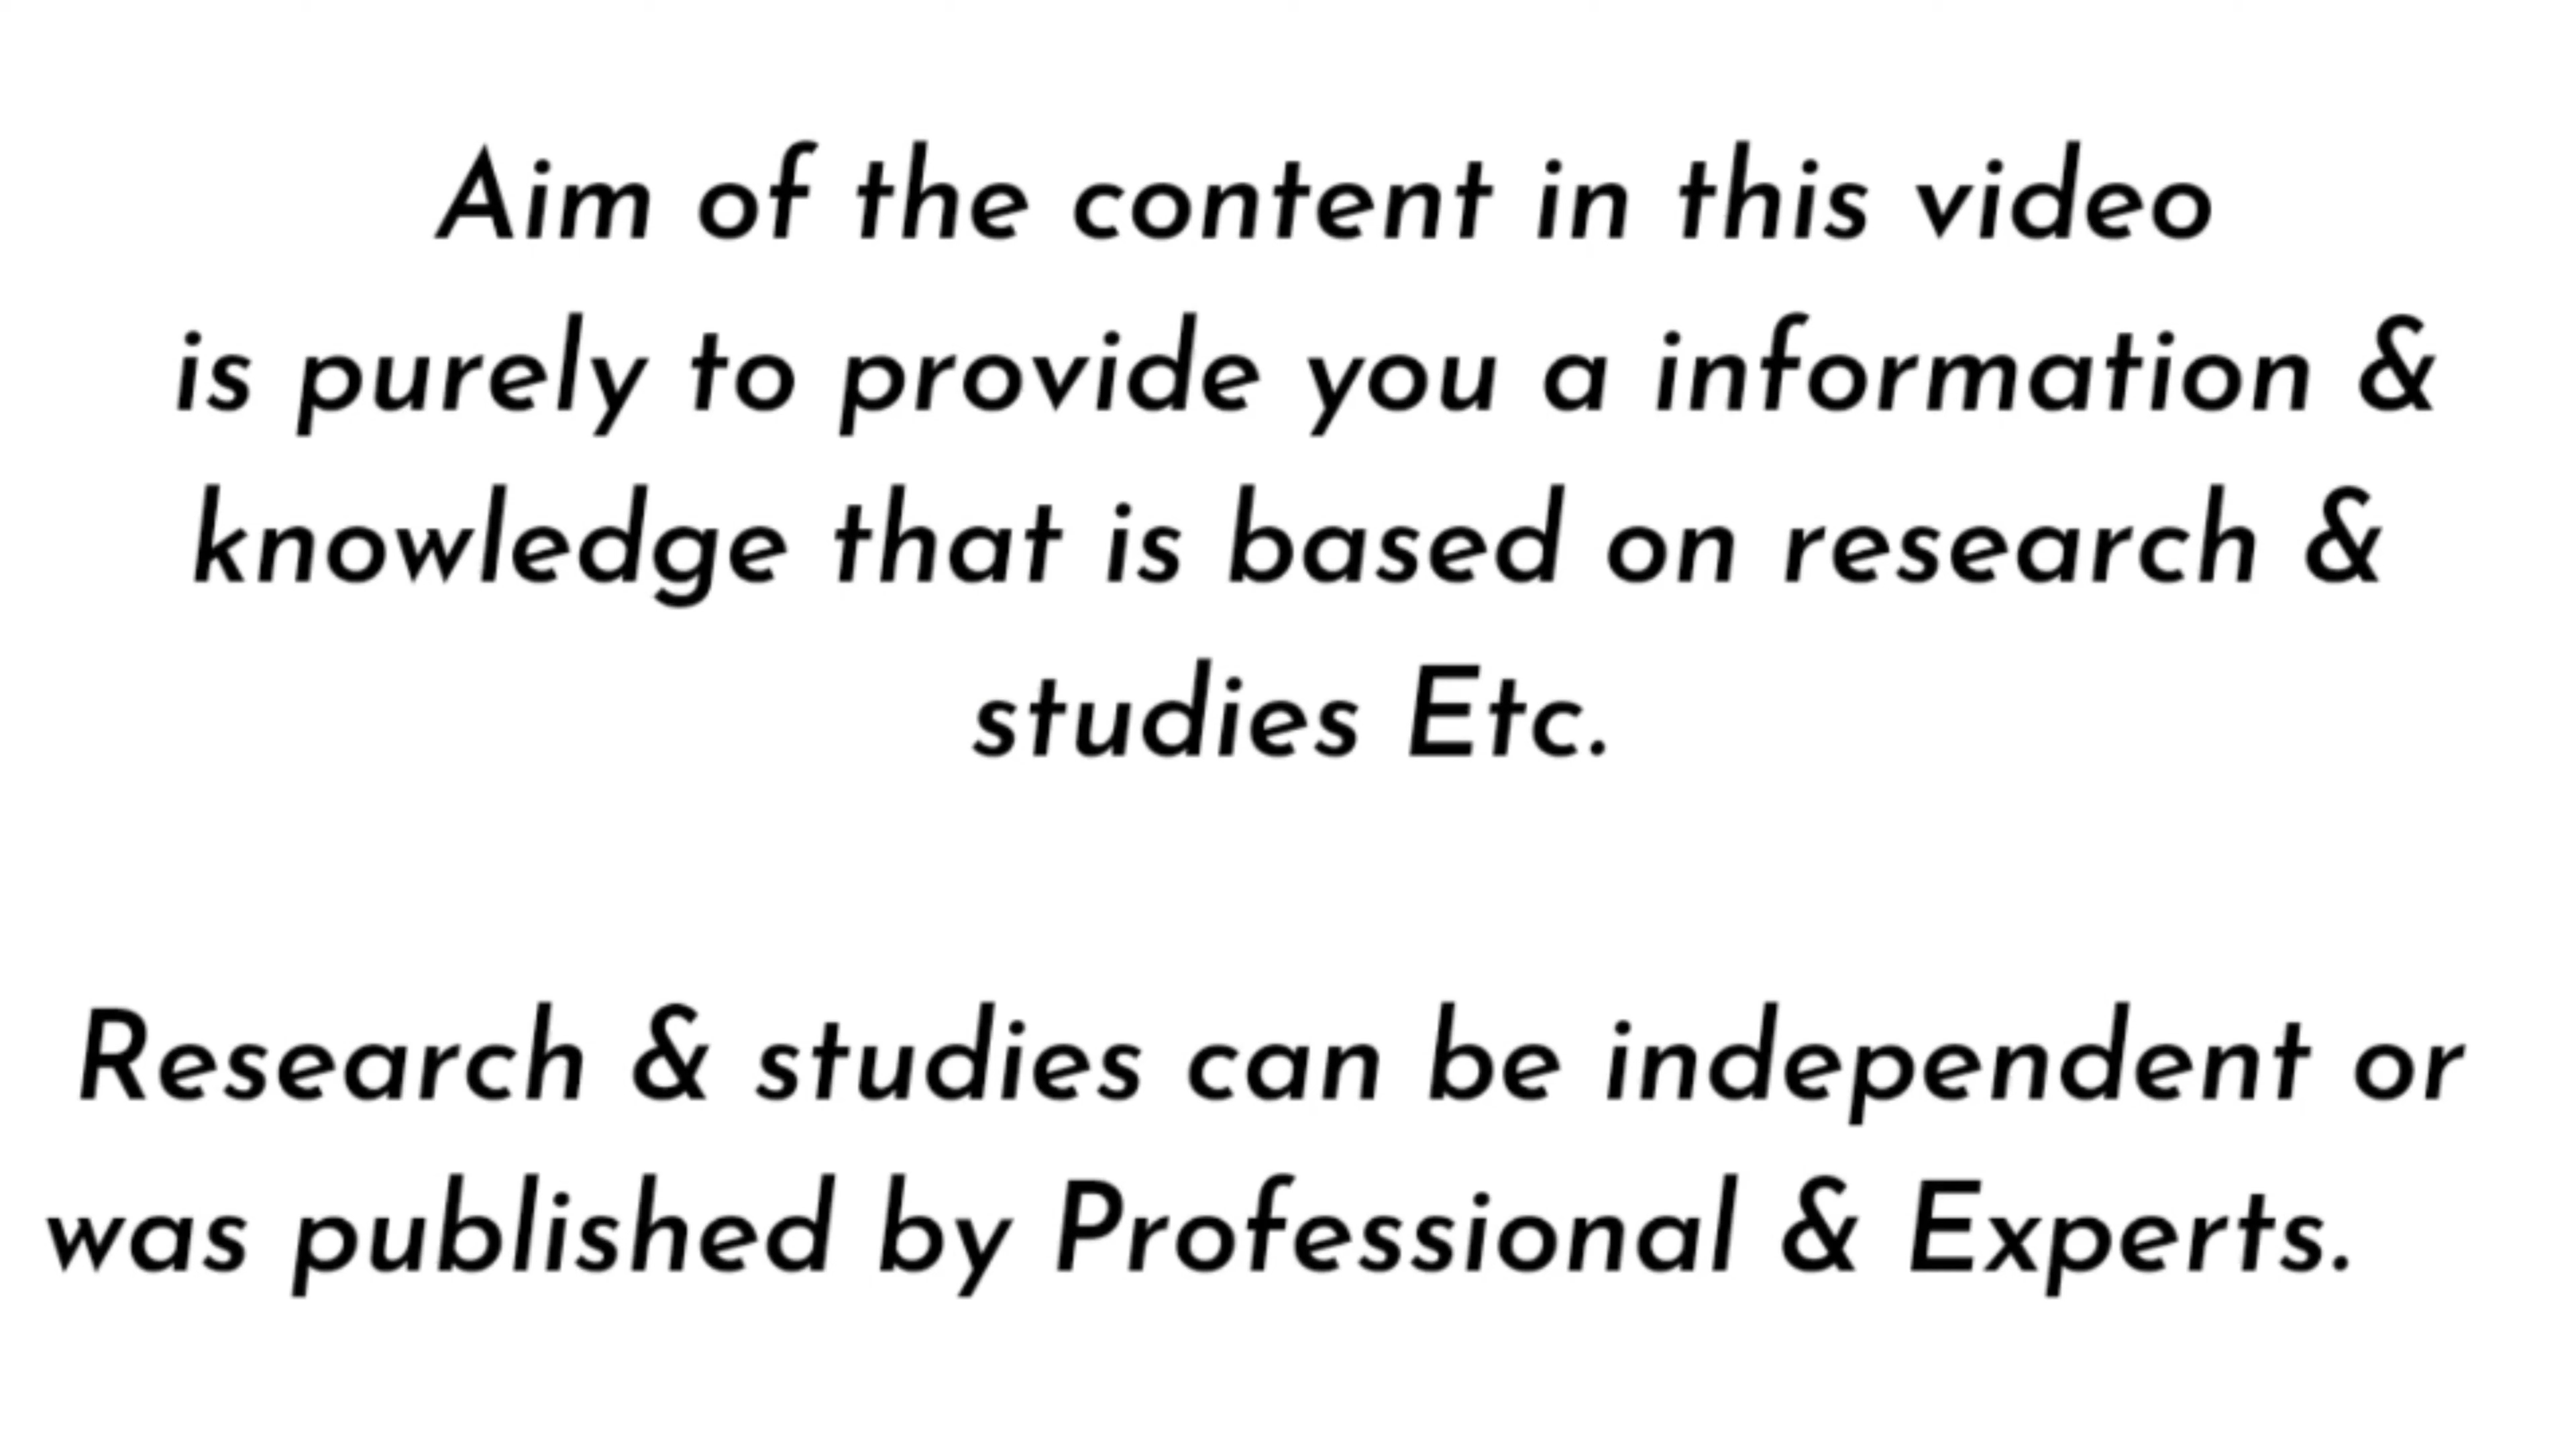 Aim of the content in this video
is purely to provide you a information &
knowledge that is based on research &
studies Etc.
Research & studies can be independent or
was published by Professional & Experts.